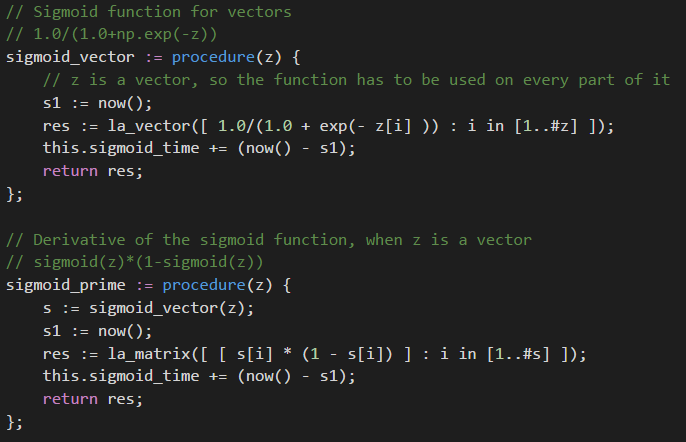 // Sigmoid function for vectors
// 1.0/(1.0+np.exp(-z))
sigmoid_vector := procedure(z) {
    // z is a vector, so the function has to be used on every part of it
    s1 := now();
    res := la_vector([ 1.0/(1.0 + exp(- z[i] )) : i in [1..#z] ]);
    this.sigmoid_time += (now() - s1);
    return res;
};

// Derivative of the sigmoid function, when z is a vector
// sigmoid(z)*(1-sigmoid(z))
sigmoid_prime := procedure(z) {
    s := sigmoid_vector(z);
    s1 := now();
    res := la_matrix([ [ s[i] * (1 - s[i]) ] : i in [1..#s] ]);
    this.sigmoid_time += (now() - s1);
    return res;
};